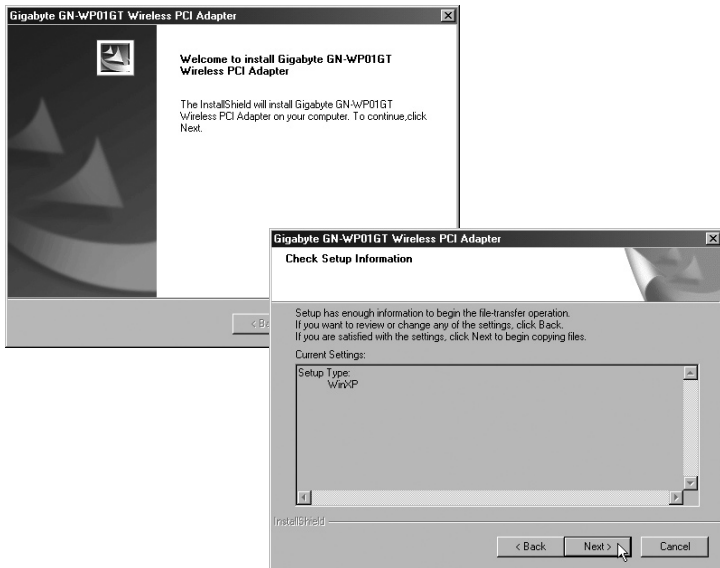 Gigabyte GN-WP01GT Wireless PCI Adapter
Welcome to install Gigabyte GN-WP01GT
Wireless PCI Adapter
The InstallShield will install Gigabyte GN-WP01GT
Wireless PCI Adapter on your computer. To continue,click
Next.
Gigabyte GN-WP01GT Wireless PCI Adapter
Check Setup Information
Setup has enough information to begin the file-transfer operation.
If you want to review or change any of the settings, click Back.
If you are satisfied with the settings, click Next to begin copying files.
Current Settings:
Setup Type:
WinXP
InstallShield
< Back Next > Cancel